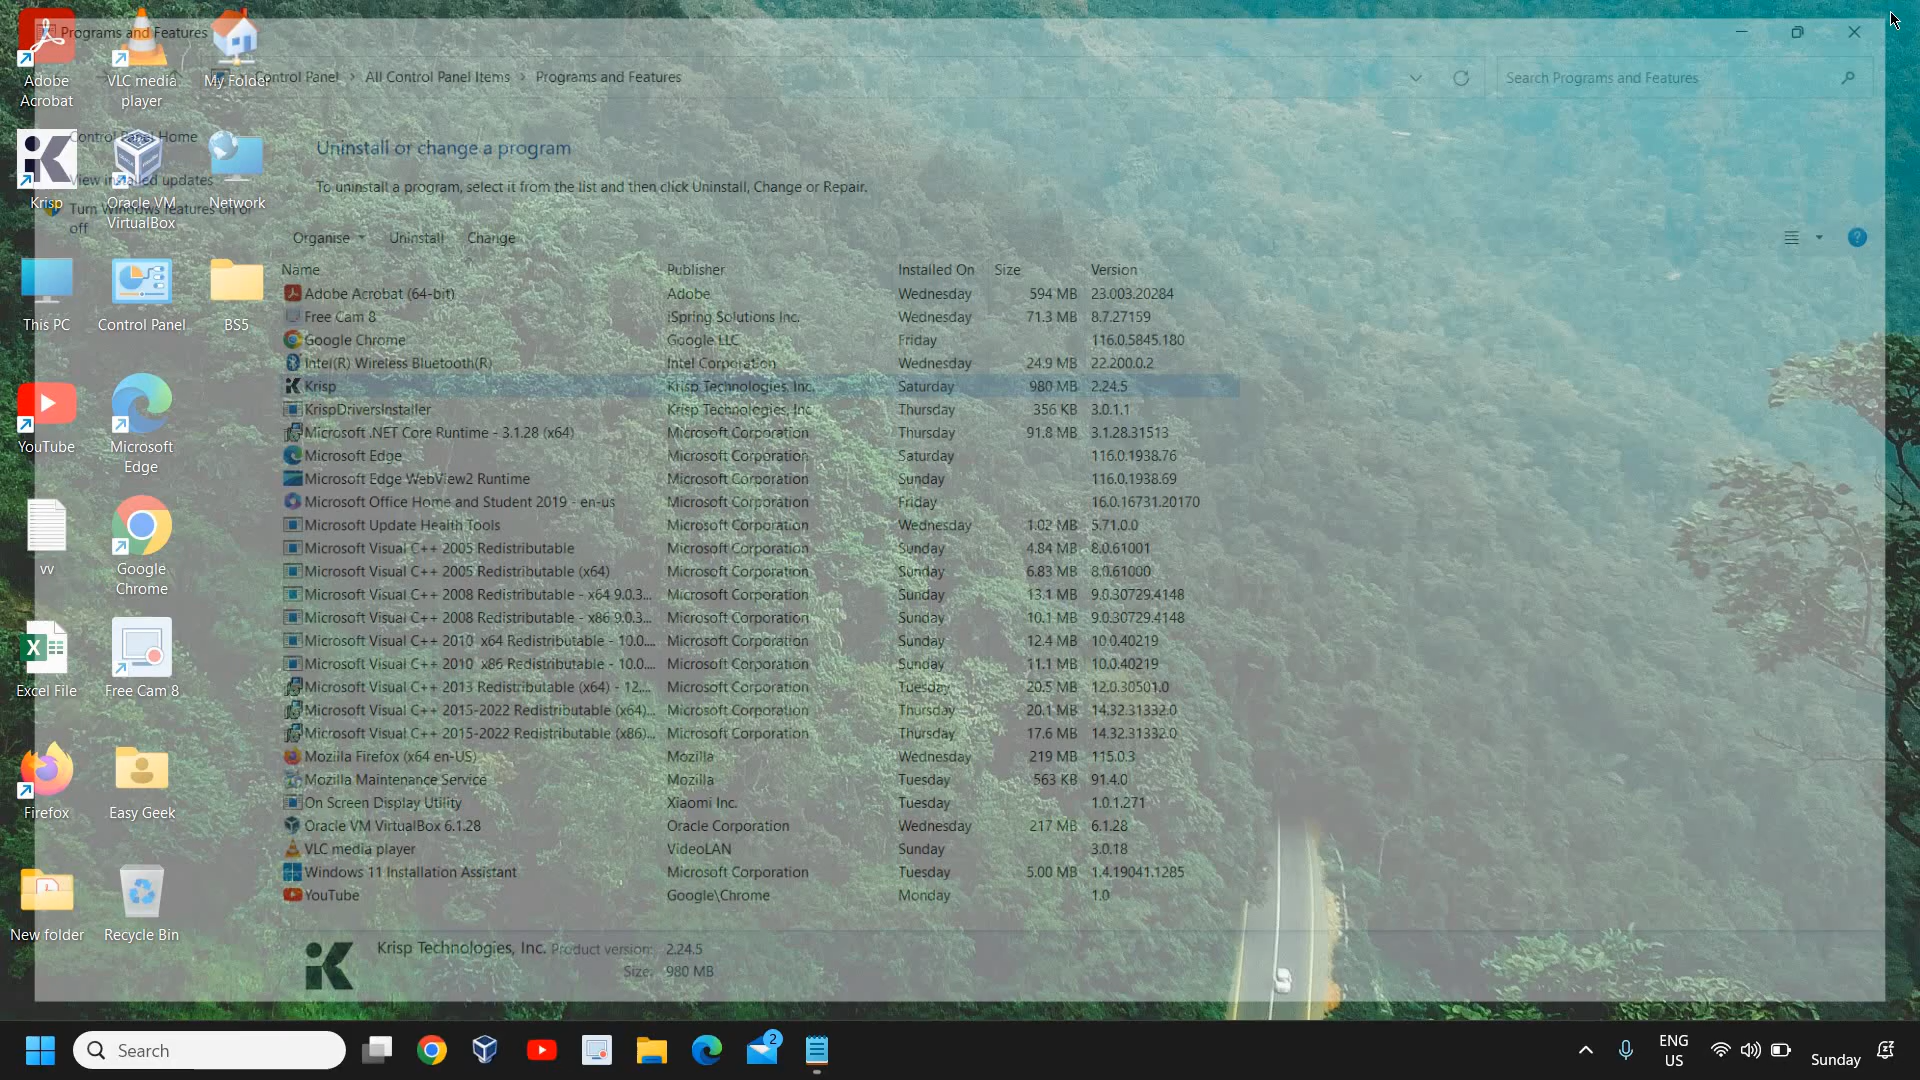 Programs and Features
Control Panel > All Control Panel Items > Programs and Features
Search Programs and Features
Control Panel Home
View installed updates
Turn Windows features on or
off
Uninstall or change a program
To uninstall a program, select it from the list and then click Uninstall, Change or Repair.
Organise Uninstall Change
Name Publisher Installed On Size Version
Adobe Acrobat (64-bit) Adobe Wednesday 594 MB 23.003.20284
Free Cam 8 iSpring Solutions Inc. Wednesday 71.3 MB 8.7.27159
Google Chrome Google LLC Friday 116.0.5845.180
Intel(R) Wireless Bluetooth(R) Intel Corporation Wednesday 24.9 MB 22.200.0.2
Krisp Krisp Technologies, Inc. Saturday 980 MB 2.24.5
KrispDriversInstaller Krisp Technologies, Inc Thursday 356 KB 3.0.1.1
Microsoft .NET Core Runtime - 3.1.28 (x64) Microsoft Corporation Thursday 91.8 MB 3.1.28.31513
Microsoft Edge Microsoft Corporation Saturday 116.0.1938.76
Microsoft Edge WebView2 Runtime Microsoft Corporation Sunday 116.0.1938.69
Microsoft Office Home and Student 2019 - en-us Microsoft Corporation Friday 16.0.16731.20170
Microsoft Update Health Tools Microsoft Corporation Wednesday 1.02 MB 5.71.0.0
Microsoft Visual C++ 2005 Redistributable Microsoft Corporation Sunday 4.84 MB 8.0.61001
Microsoft Visual C++ 2005 Redistributable (x64) Microsoft Corporation Sunday 6.83 MB 8.0.61000
Microsoft Visual C++ 2008 Redistributable - x64 9.0.3... Microsoft Corporation Sunday 13.1 MB 9.0.30729.4148
Microsoft Visual C++ 2008 Redistributable - x86 9.0.3... Microsoft Corporation Sunday 10.1 MB 9.0.30729.4148
Microsoft Visual C++ 2010 x64 Redistributable - 10.0.... Microsoft Corporation Sunday 12.4 MB 10.0.40219
Microsoft Visual C++ 2010 x86 Redistributable - 10.0.... Microsoft Corporation Sunday 11.1 MB 10.0.40219
Microsoft Visual C++ 2013 Redistributable (x64) - 12.... Microsoft Corporation Tuesday 20.5 MB 12.0.30501.0
Microsoft Visual C++ 2015-2022 Redistributable (x64)... Microsoft Corporation Thursday 20.1 MB 14.32.31332.0
Microsoft Visual C++ 2015-2022 Redistributable (x86)... Microsoft Corporation Thursday 17.6 MB 14.32.31332.0
Mozilla Firefox (x64 en-US) Mozilla Wednesday 219 MB 115.0.3
Mozilla Maintenance Service Mozilla Tuesday 563 KB 91.4.0
On Screen Display Utility Xiaomi Inc. Tuesday 1.0.1.271
Oracle VM VirtualBox 6.1.28 Oracle Corporation Wednesday 217 MB 6.1.28
VLC media player VideoLAN Sunday 3.0.18
Windows 11 Installation Assistant Microsoft Corporation Tuesday 5.00 MB 1.4.19041.1285
YouTube Google\Chrome Monday 1.0
Krisp Technologies, Inc. Product version: 2.24.5
Size: 980 MB
Adobe
Acrobat
VLC media
player
My Folder
Krisp
Oracle VM
VirtualBox
Network
This PC
Control Panel
BS5
YouTube
Microsoft
Edge
vv
Google
Chrome
Excel File
Free Cam 8
Firefox
Easy Geek
New folder
Recycle Bin
Search
2
ENG
US
Sunday